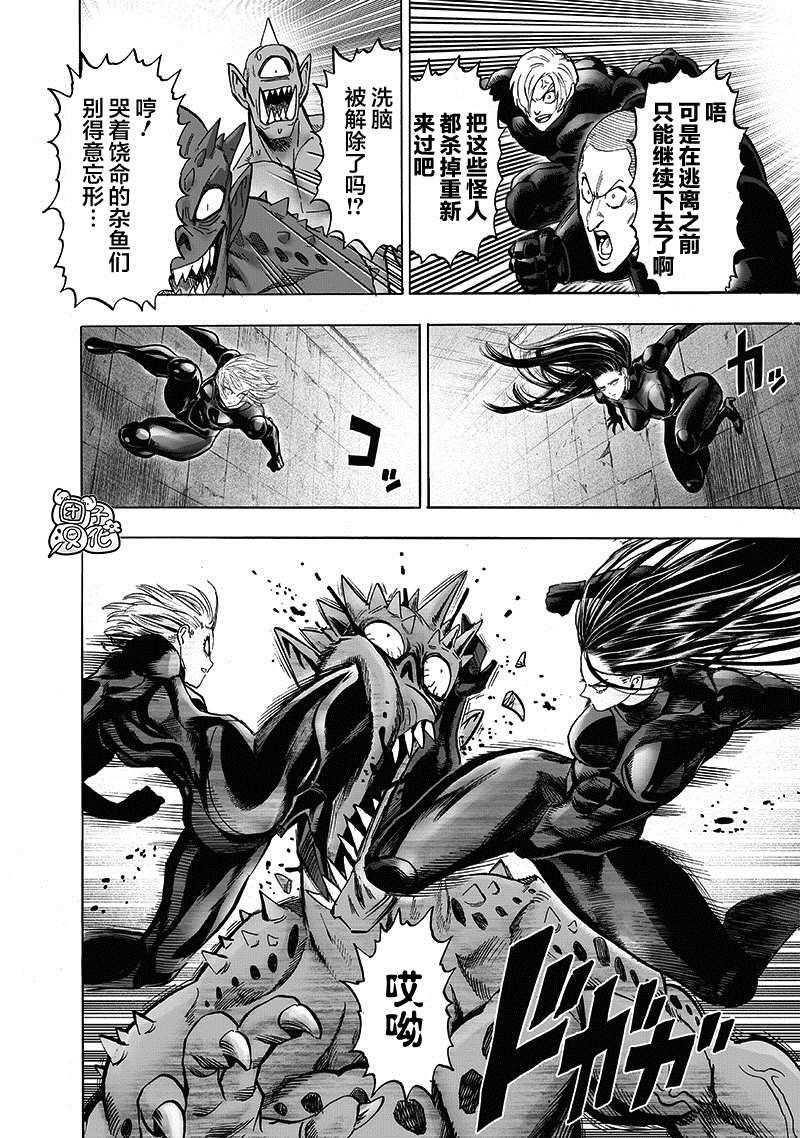 唔
可是在逃离之前
只能继续下去了啊
把这些怪人
都杀掉重新
来过吧
洗脑
被解除了吗!?
哼!
哭着饶命的杂鱼们
别得意忘形…
カッ
コッ
团子
汉化
哎呦
ドガガッ